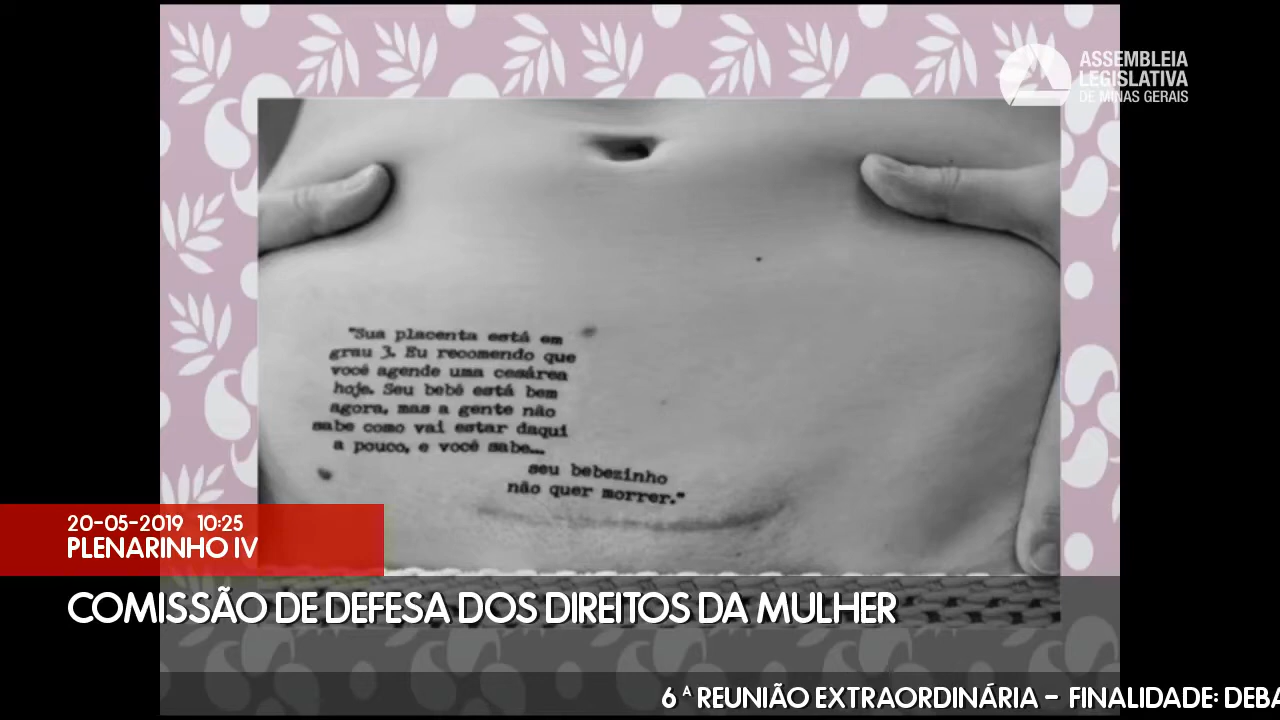 ASSEMBLEIA
LEGISLATIVA
DE MINAS GERAIS
"Sua placenta está em
grau 3. Eu recomendo que
você agende uma cesárea
hoje. Seu bebê está bem
agora, mas a gente não
sabe como vai estar daqui
a pouco, e você sabe...
seu bebezinho
não quer morrer."
20-05-2019 10:25
PLENARINHO IV
COMISSÃO DE DEFESA DOS DIREITOS DA MULHER
6ª REUNIÃO EXTRAORDINÁRIA - FINALIDADE: DEBA